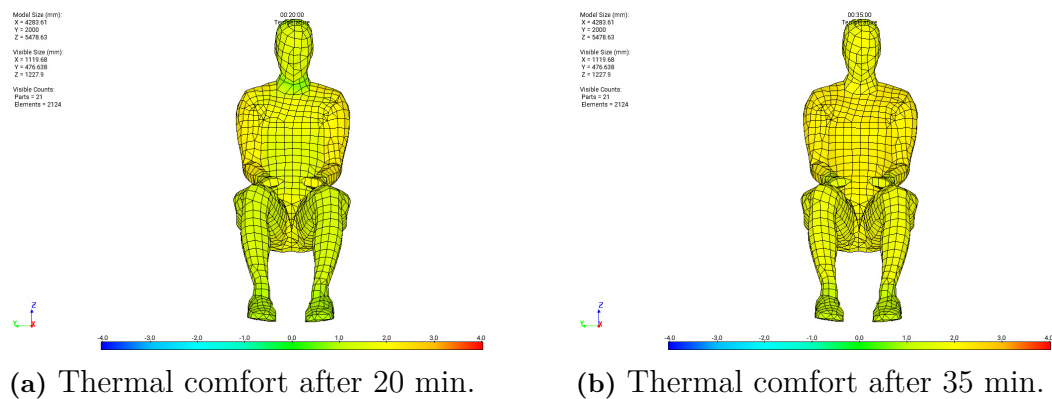 Model Size (mm):
X = 4283.61
Y = 2000
Z = 5478.63
Visible Size (mm):
X = 1119.68
Y = 476.638
Z = 1227.9
Visible Counts:
Parts = 21
Elements = 2124
00:20:00
Temperature
Z
Y
X
-4.0 -3,0 -2,0 -1,0 0,0 1,0 2,0 3,0 4.0
(a) Thermal comfort after 20 min.
Model Size (mm):
X = 4283.61
Y = 2000
Z = 5478.63
Visible Size (mm):
X = 1119.68
Y = 476.638
Z = 1227.9
Visible Counts:
Parts = 21
Elements = 2124
00:35:00
Temperature
Z
Y
X
-4.0 -3,0 -2,0 -1,0 0,0 1,0 2,0 3,0 4.0
(b) Thermal comfort after 35 min.